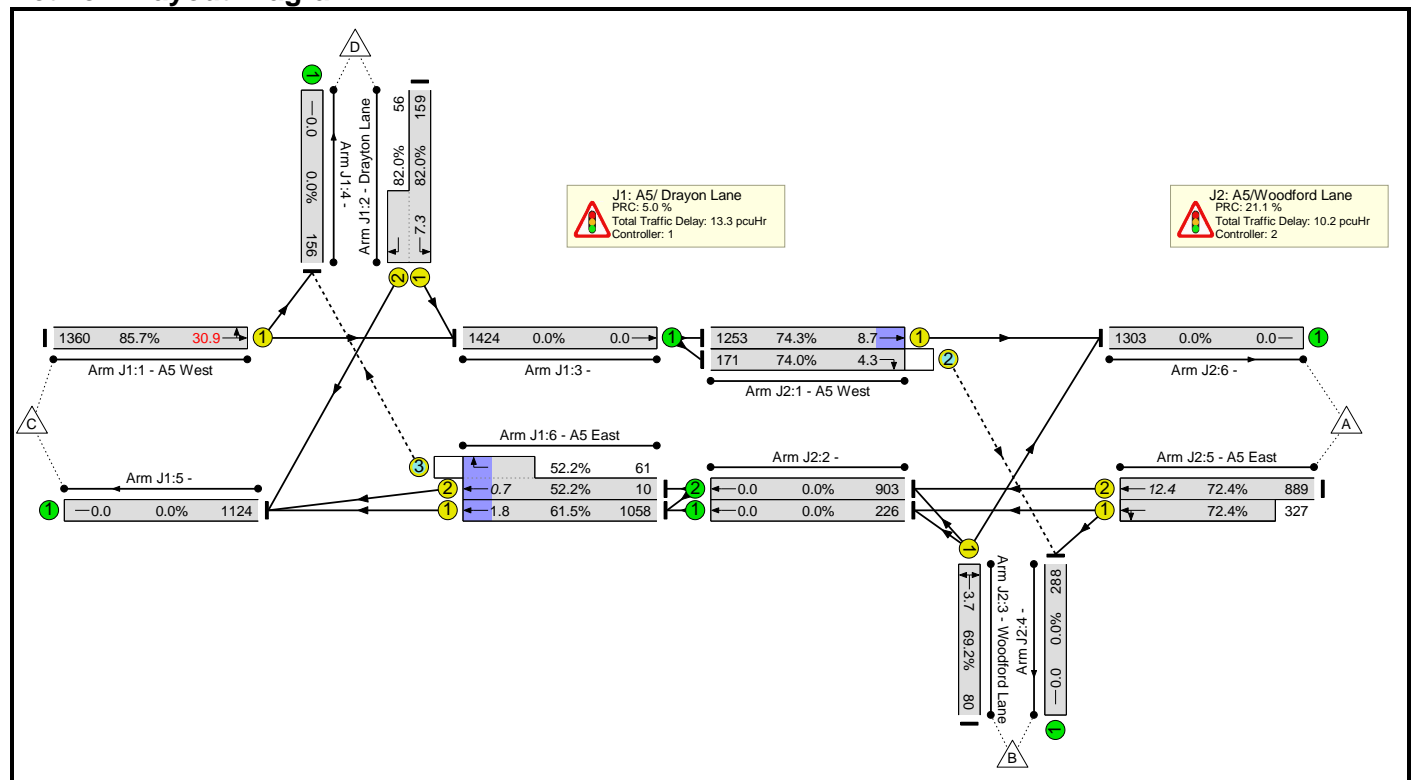 D
1
0.0
0.0%
156
Arm J1:4 -
Arm J1:2 - Drayton Lane
56
82.0%
159
82.0%
7.3
2
1
J1: A5/ Drayon Lane
PRC: 5.0 %
Total Traffic Delay: 13.3 pcuHr
Controller: 1
J2: A5/Woodford Lane
PRC: 21.1 %
Total Traffic Delay: 10.2 pcuHr
Controller: 2
1360 85.7% 30.9 1
Arm J1:1 - A5 West
1424 0.0% 0.0 1
Arm J1:3 -
1253 74.3% 8.7 1
171 74.0% 4.3 2
Arm J2:1 - A5 West
1303 0.0% 0.0 1
Arm J2:6 -
C
A
Arm J1:6 - A5 East
3 52.2% 61
2 0.7 52.2% 10 2
1 1.8 61.5% 1058 1
Arm J2:2 -
0.0 0.0% 903
0.0 0.0% 226
Arm J2:5 - A5 East
2 12.4 72.4% 889
1 72.4% 327
Arm J1:5 -
1 0.0 0.0% 1124
1
3.7
69.2%
80
Arm J2:3 - Woodford Lane
Arm J2:4 -
288
0.0%
0.0
1
B